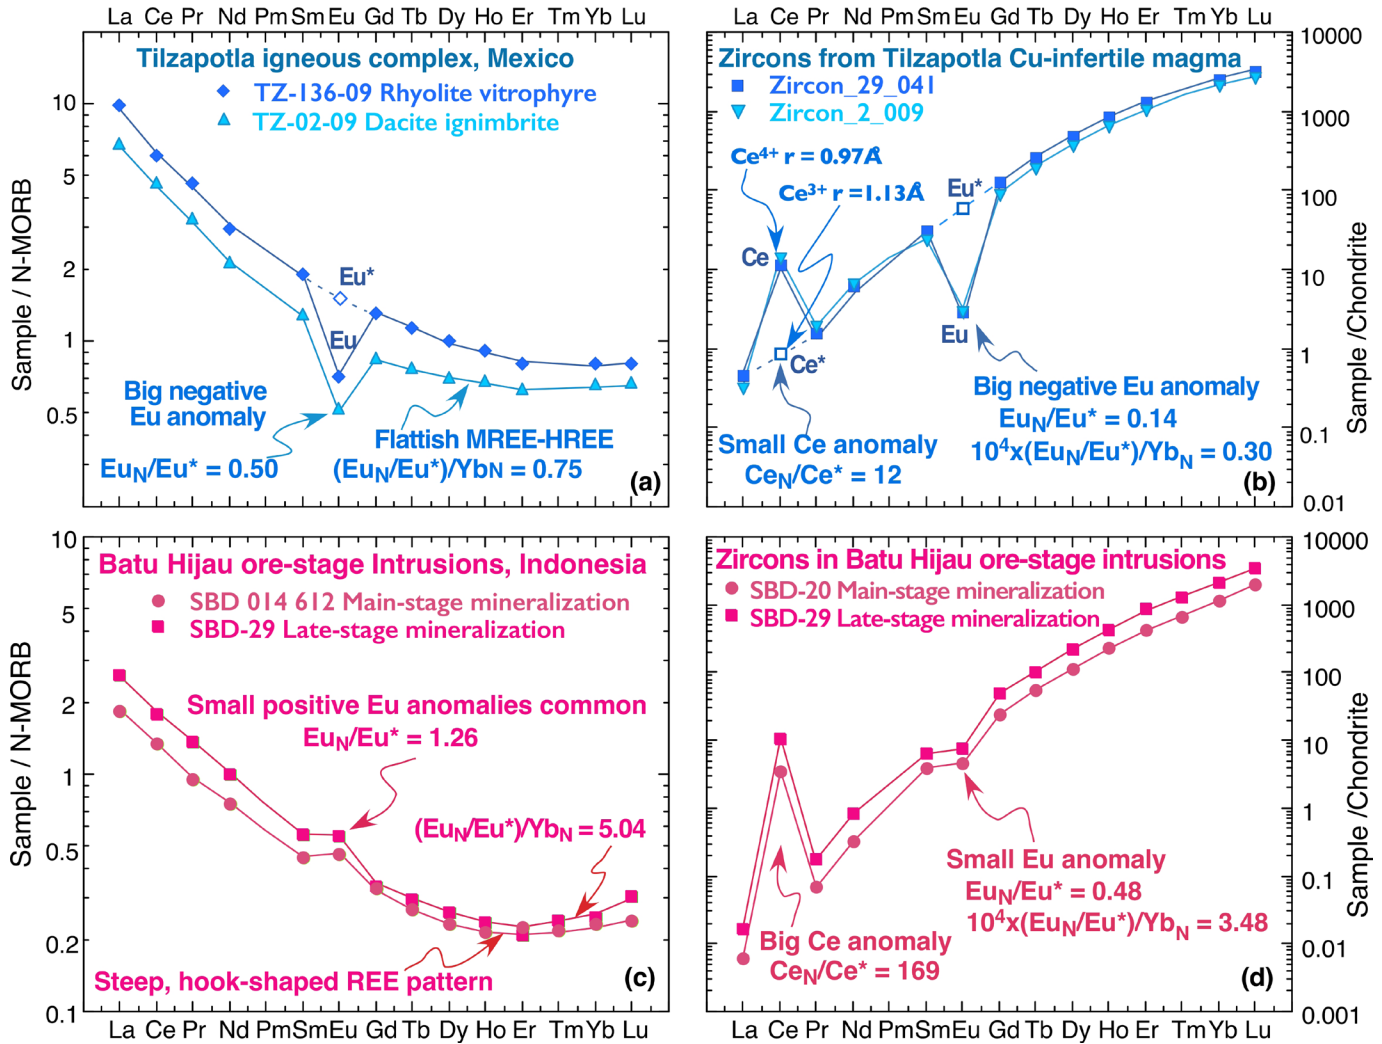 La Ce Pr Nd Pm Sm Eu Gd Tb Dy Ho Er Tm Yb Lu
Tilzapotla igneous complex, Mexico
TZ-136-09 Rhyolite vitrophyre
TZ-02-09 Dacite ignimbrite
10
5
2
1
0.5
Sample / N-MORB
Eu*
Eu
Big negative
Eu anomaly
EuN/Eu* = 0.50
Flattish MREE-HREE
(EuN/Eu*)/YbN = 0.75
(a)
La Ce Pr Nd Pm Sm Eu Gd Tb Dy Ho Er Tm Yb Lu
Zircons from Tilzapotla Cu-infertile magma
Zircon_29_041
Zircon_2_009
Ce4+ r = 0.97Å
Ce3+ r =1.13Å
Eu*
Ce
Ce*
Eu
Small Ce anomaly
CeN/Ce* = 12
Big negative Eu anomaly
EuN/Eu* = 0.14
10^4x(EuN/Eu*)/YbN = 0.30
(b)
10000
1000
100
10
1
0.1
0.01
Sample /Chondrite
10
5
2
1
0.5
0.2
0.1
Sample / N-MORB
Batu Hijau ore-stage Intrusions, Indonesia
SBD 014 612 Main-stage mineralization
SBD-29 Late-stage mineralization
Small positive Eu anomalies common
EuN/Eu* = 1.26
(EuN/Eu*)/YbN = 5.04
Steep, hook-shaped REE pattern
(c)
La Ce Pr Nd Pm Sm Eu Gd Tb Dy Ho Er Tm Yb Lu
Zircons in Batu Hijau ore-stage intrusions
SBD-20 Main-stage mineralization
SBD-29 Late-stage mineralization
Small Eu anomaly
EuN/Eu* = 0.48
10^4x(EuN/Eu*)/YbN = 3.48
Big Ce anomaly
CeN/Ce* = 169
(d)
10000
1000
100
10
1
0.1
0.01
0.001
Sample /Chondrite
La Ce Pr Nd Pm Sm Eu Gd Tb Dy Ho Er Tm Yb Lu